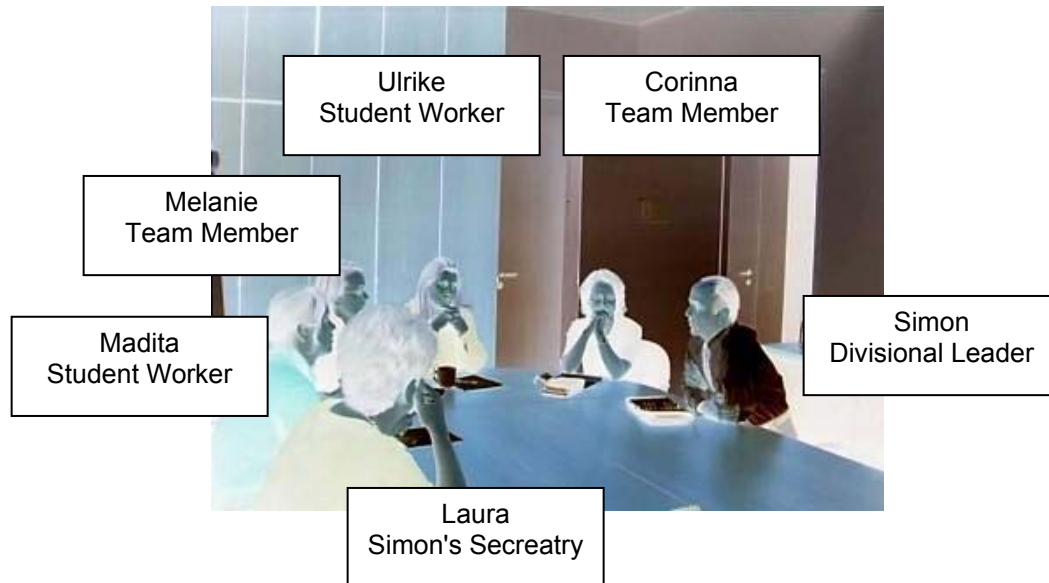 Ulrike
Student Worker
Corinna
Team Member
Melanie
Team Member
Madita
Student Worker
Simon
Divisional Leader
Laura
Simon's Secreatry